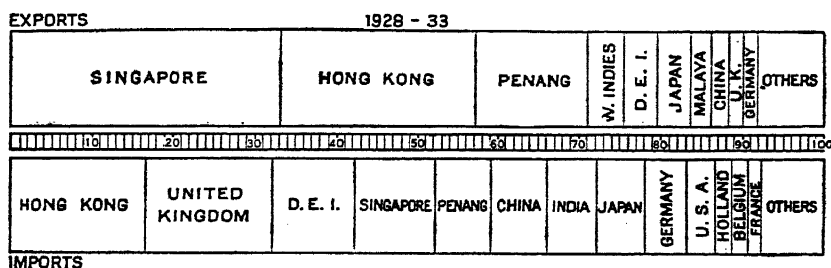 EXPORTS 1928 - 33
SINGAPORE HONG KONG PENANG W. INDIES D. E. I. JAPAN MALAYA CHINA U. K. GERMANY OTHERS
10 20 30 40 50 60 70 80 90 100
HONG KONG UNITED KINGDOM D. E. I. SINGAPORE PENANG CHINA INDIA JAPAN GERMANY U. S. A. HOLLAND BELGIUM FRANCE OTHERS
IMPORTS